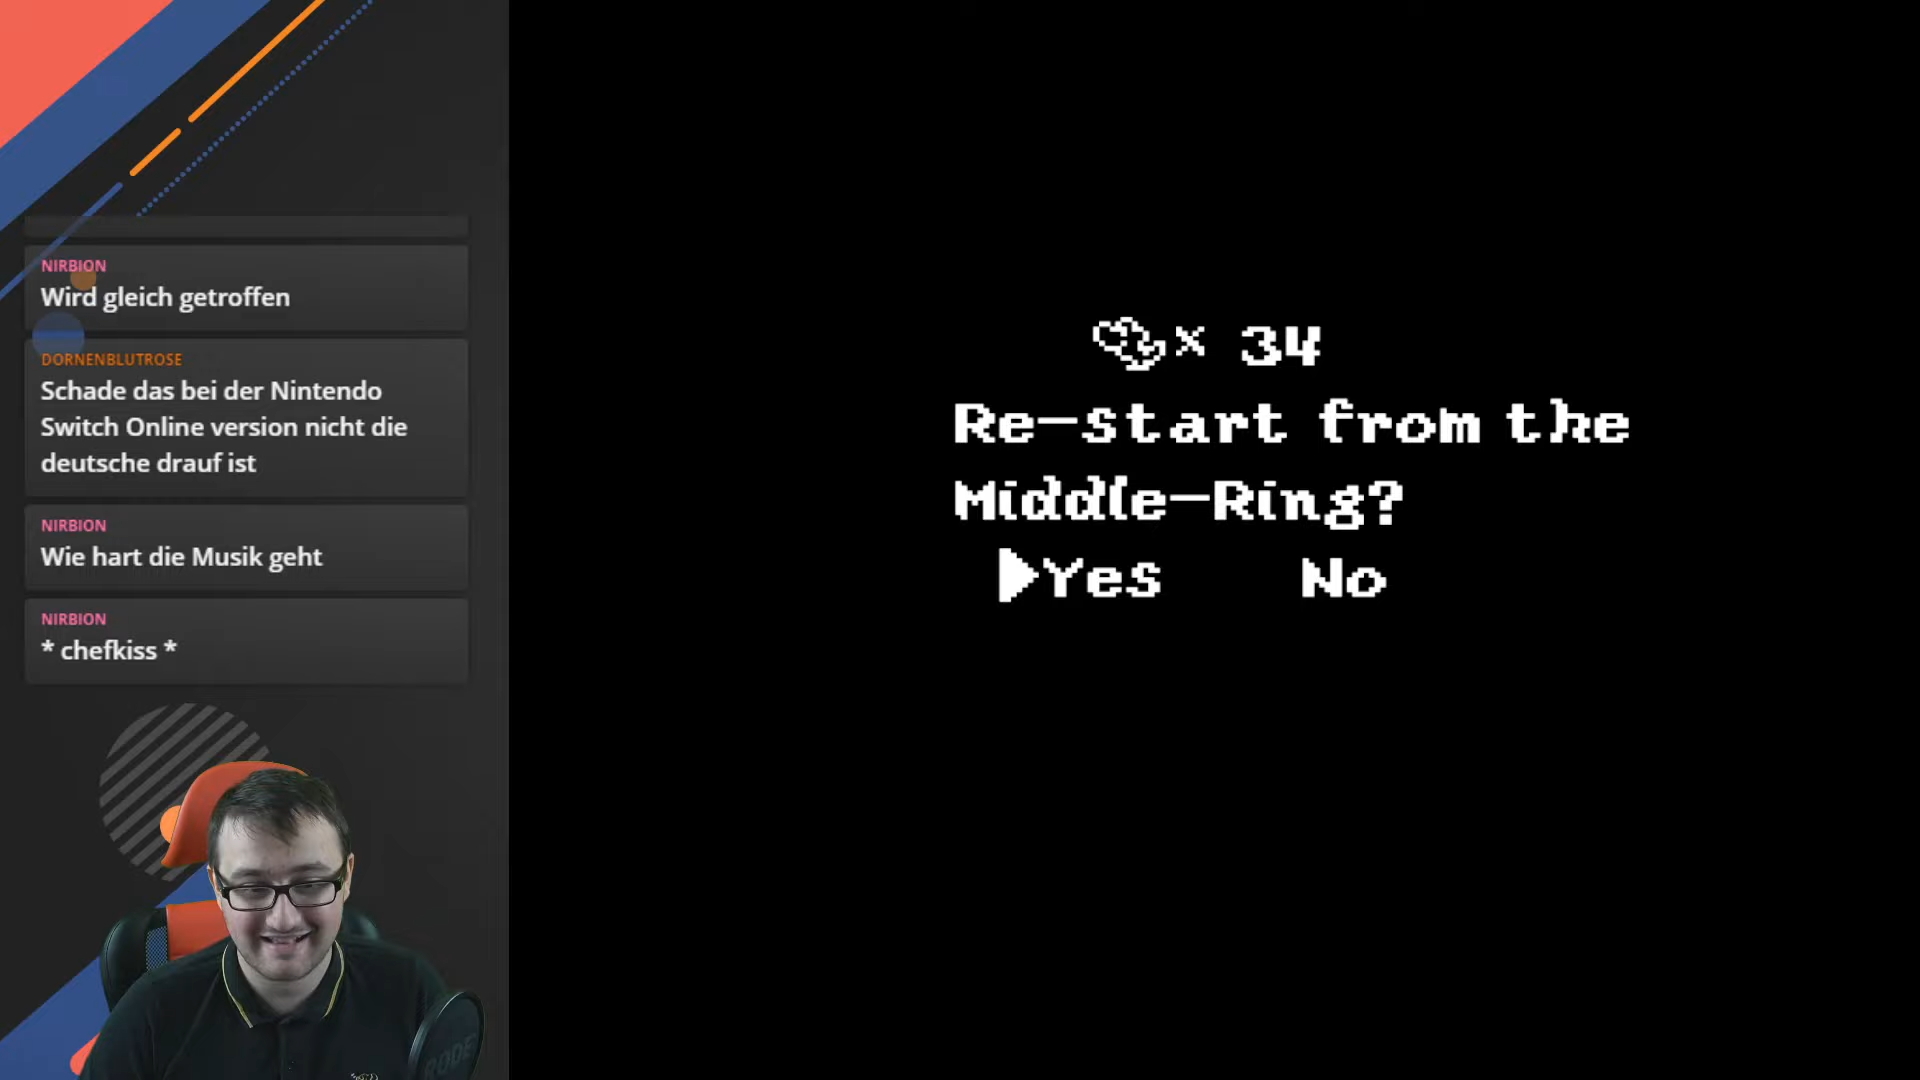 NIRBION
Wird gleich getroffen
DORNENBLUTROSE
Schade das bei der Nintendo
Switch Online version nicht die
deutsche drauf ist
NIRBION
Wie hart die Musik geht
NIRBION
* chefkiss *
RODE
× 34
Re-start from the
Middle-Ring?
▶Yes No